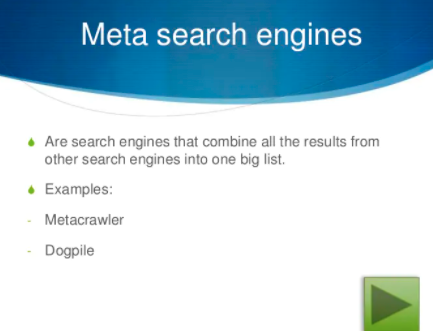 Meta search engines
Are search engines that combine all the results from
other search engines into one big list.
Examples:
- Metacrawler
- Dogpile